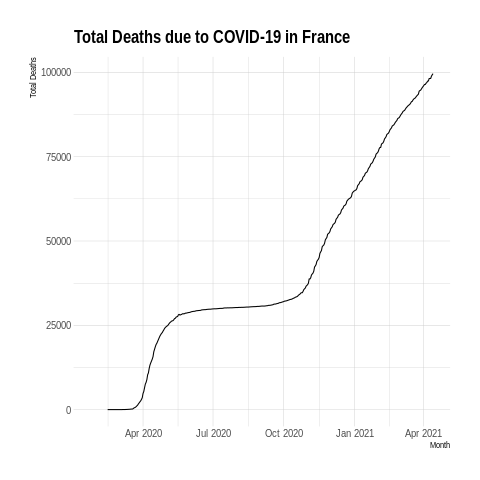 Total Deaths due to COVID-19 in France
Total Deaths
100000
75000
50000
25000
0
Apr 2020 Jul 2020 Oct 2020 Jan 2021 Apr 2021
Month